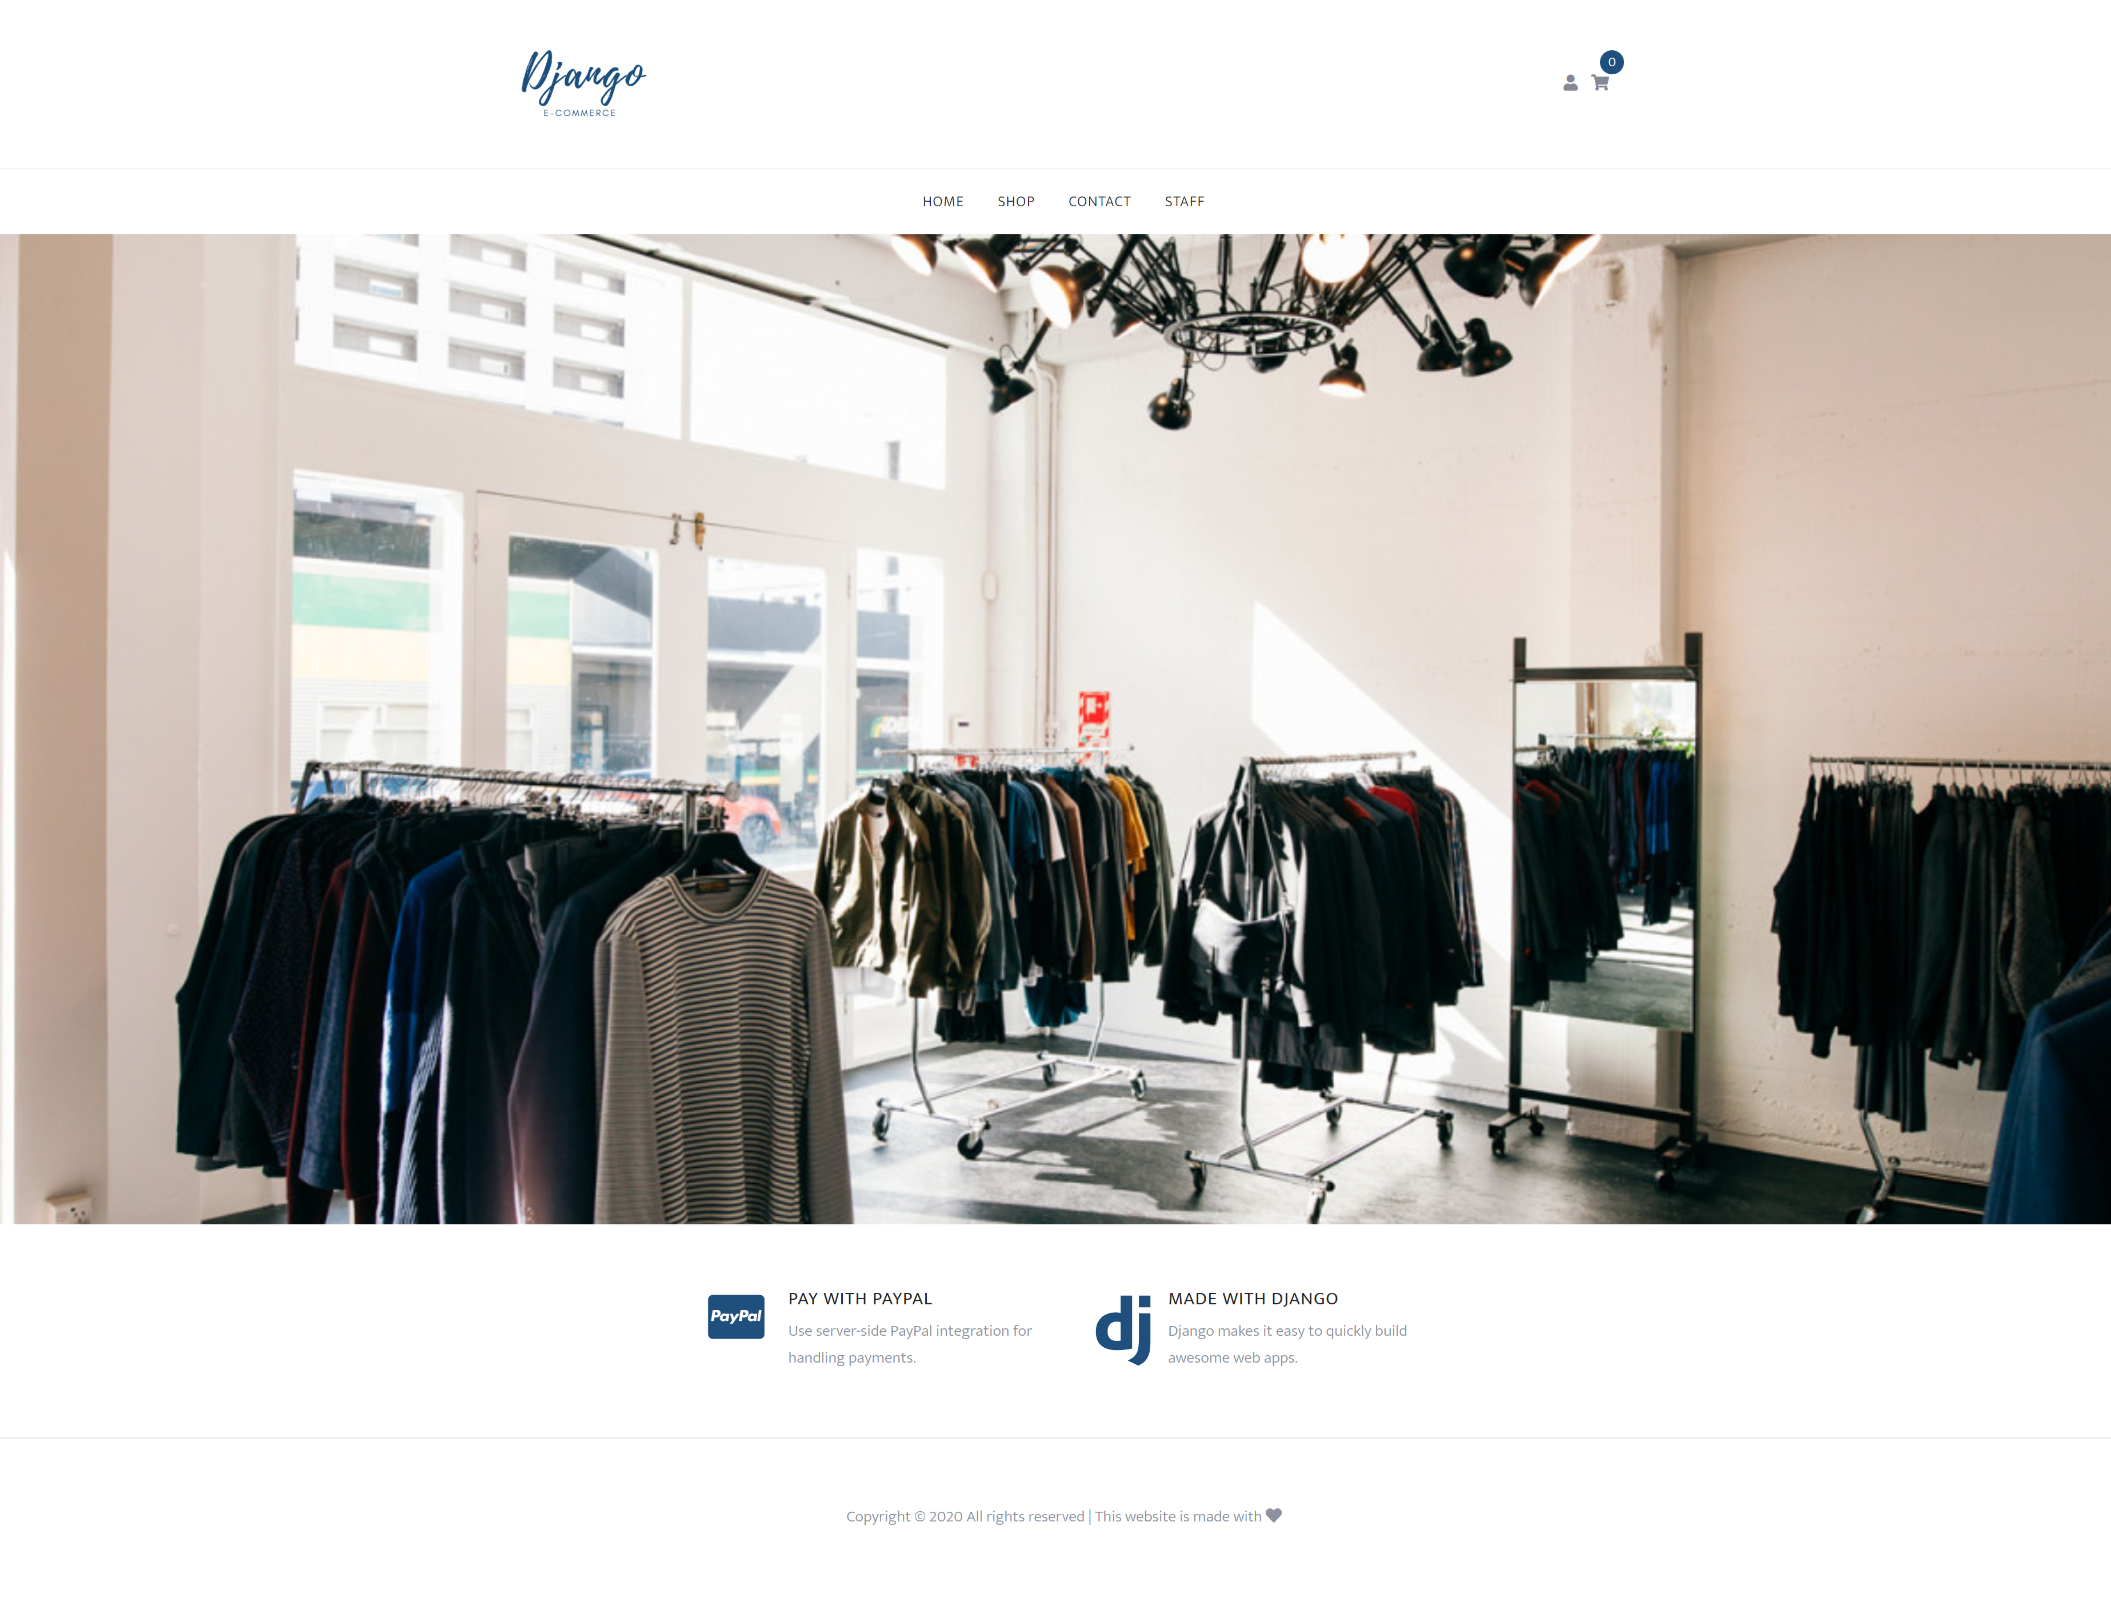 Django
E-COMMERCE
0
HOME SHOP CONTACT STAFF
PayPal
PAY WITH PAYPAL
Use server-side PayPal integration for
handling payments.
dj
MADE WITH DJANGO
Django makes it easy to quickly build
awesome web apps.
Copyright © 2020 All rights reserved | This website is made with